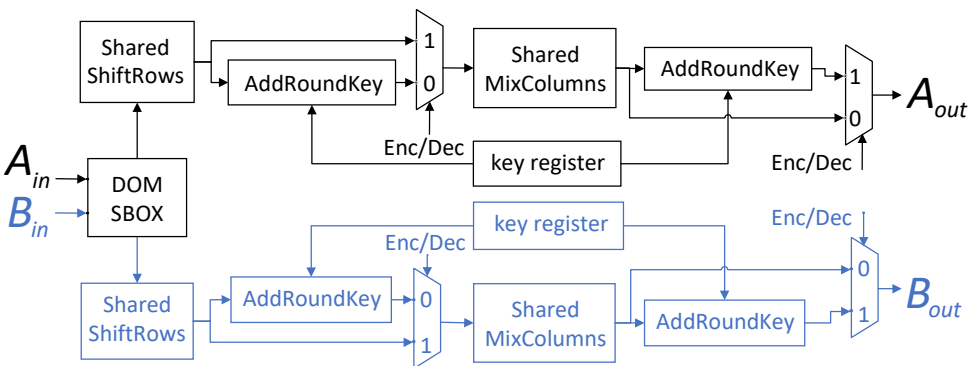 Shared
ShiftRows
AddRoundKey
1
0
Shared
MixColumns
AddRoundKey
1
0
A_out
Enc/Dec
key register
Enc/Dec
A_in
B_in
DOM
SBOX
key register
Enc/Dec
Enc/Dec
Shared
ShiftRows
AddRoundKey
0
1
Shared
MixColumns
AddRoundKey
0
1
B_out